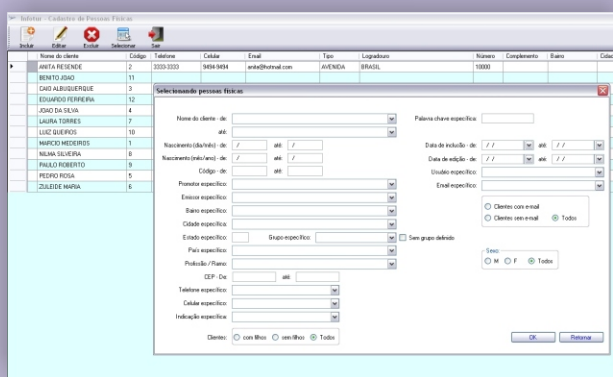 Infotur - Cadastro de Pessoas Físicas
Incluir Editar Excluir Selecionar Sair
Nome do cliente Código Telefone Celular Email Tipo Logradouro Número Complemento Bairro Cidad
ANITA RESENDE 2 3333-3333 9494-9494 anita@hotmail.com AVENIDA BRASIL 10000
BENITO JOAO 11
CAIO ALBUQUERQUE 3
EDUARDO FERREIRA 12
JOAO DA SILVA 4
LAURA TORRES 7
LUIZ QUEIROS 10
MARCIO MEDEIROS 1
NILMA SILVEIRA 8
PAULO ROBERTO 9
PEDRO ROSA 5
ZULEIDE MARIA 6
Selecionando pessoas físicas
Nome do cliente - de: Palavra chave específica:
até:
Nascimento (dia/mês) - de: / até: / Data de inclusão - de: / / até: / /
Nascimento (mês/ano) - de: / até: / Data de edição - de: / / até: / /
Código - de: até: Usuário específico:
Promotor específico: Email específico:
Emissor específico:
Bairro específico: Clientes com e-mail
Cidade específica: Clientes sem e-mail Todos
Estado específico: Grupo específico: Sem grupo definido
País específico: Sexo:
Profissão / Ramo: M F Todos
CEP - De: até:
Telefone específico:
Celular específico:
Indicação específica:
Clientes: com filhos sem filhos Todos OK Retornar